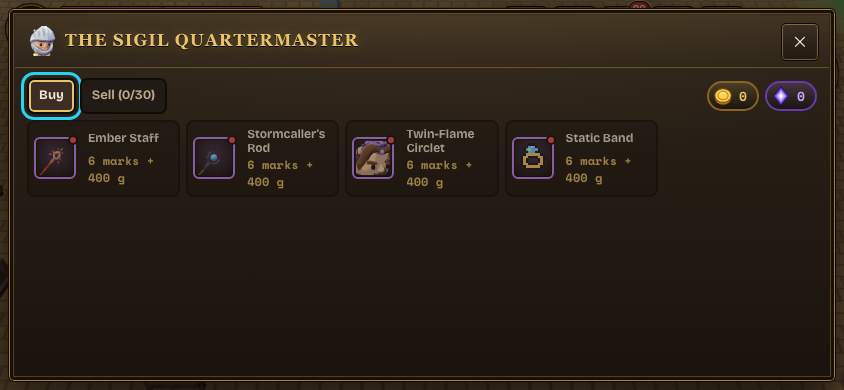 THE SIGIL QUARTERMASTER
Buy
Sell (0/30)
0
0
Ember Staff
6 marks +
400 g
Stormcaller's
Rod
6 marks +
400 g
Twin-Flame
Circlet
6 marks +
400 g
Static Band
6 marks +
400 g